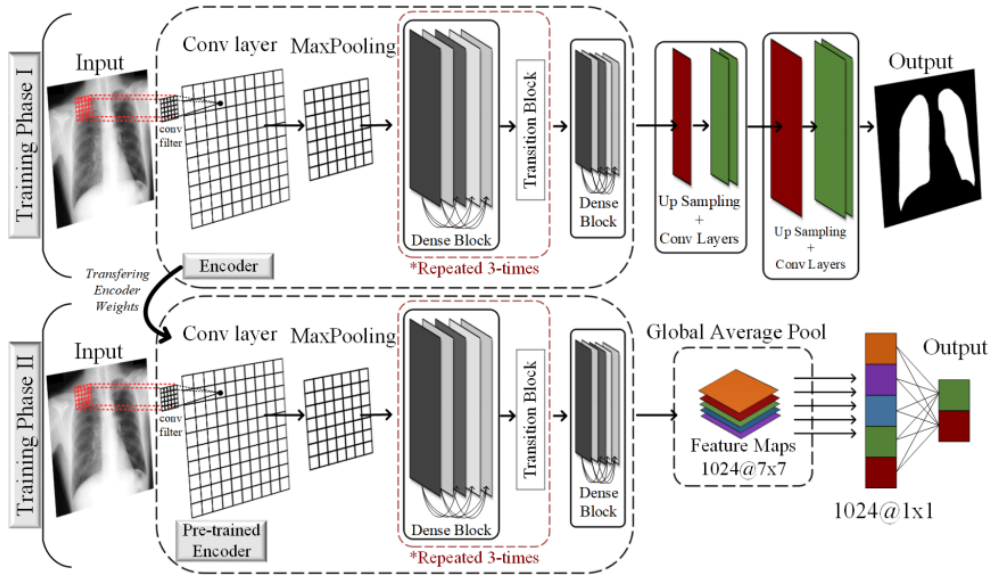 Training Phase I
Input
Conv layer
MaxPooling
conv
filter
Dense Block
Transition Block
*Repeated 3-times
Dense
Block
Up Sampling
+
Conv Layers
Up Sampling
+
Conv Layers
Output
Encoder
Transfering
Encoder
Weights
Training Phase II
Input
Conv layer
MaxPooling
conv
filter
Dense Block
Transition Block
*Repeated 3-times
Dense
Block
Pre-trained
Encoder
Global Average Pool
Feature Maps
1024@7x7
1024@1x1
Output